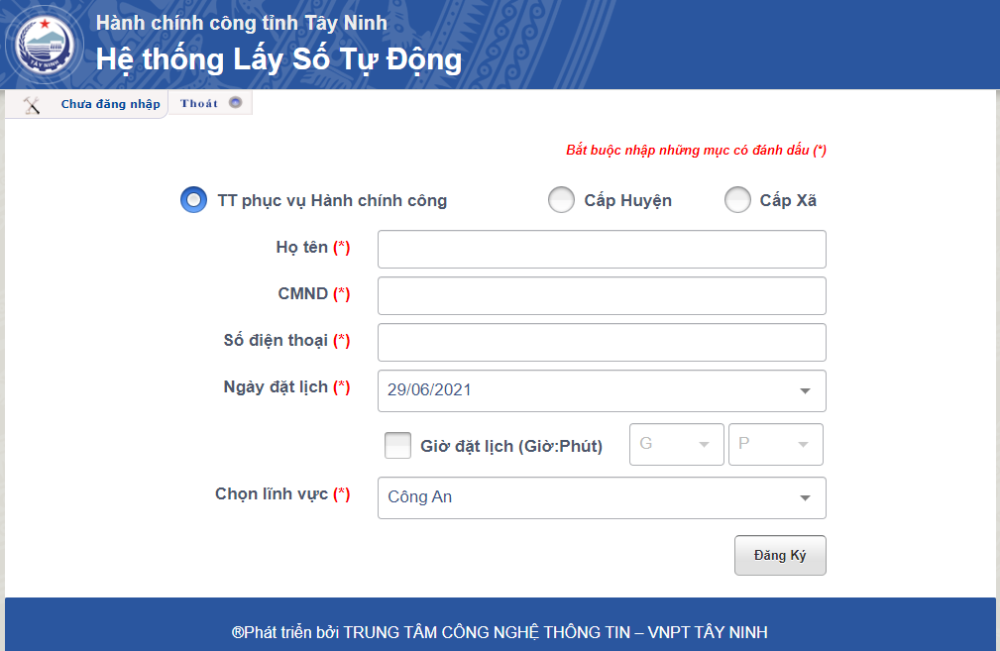 Hành chính công tỉnh Tây Ninh
Hệ thống Lấy Số Tự Động
TÂY NINH
Chưa đăng nhập
Thoát
Bắt buộc nhập những mục có đánh dấu (*)
TT phục vụ Hành chính công
Cấp Huyện
Cấp Xã
Họ tên (*)
CMND (*)
Số điện thoại (*)
Ngày đặt lịch (*)
29/06/2021
Giờ đặt lịch (Giờ:Phút)
G
P
Chọn lĩnh vực (*)
Công An
Đăng Ký
®Phát triển bởi TRUNG TÂM CÔNG NGHỆ THÔNG TIN – VNPT TÂY NINH